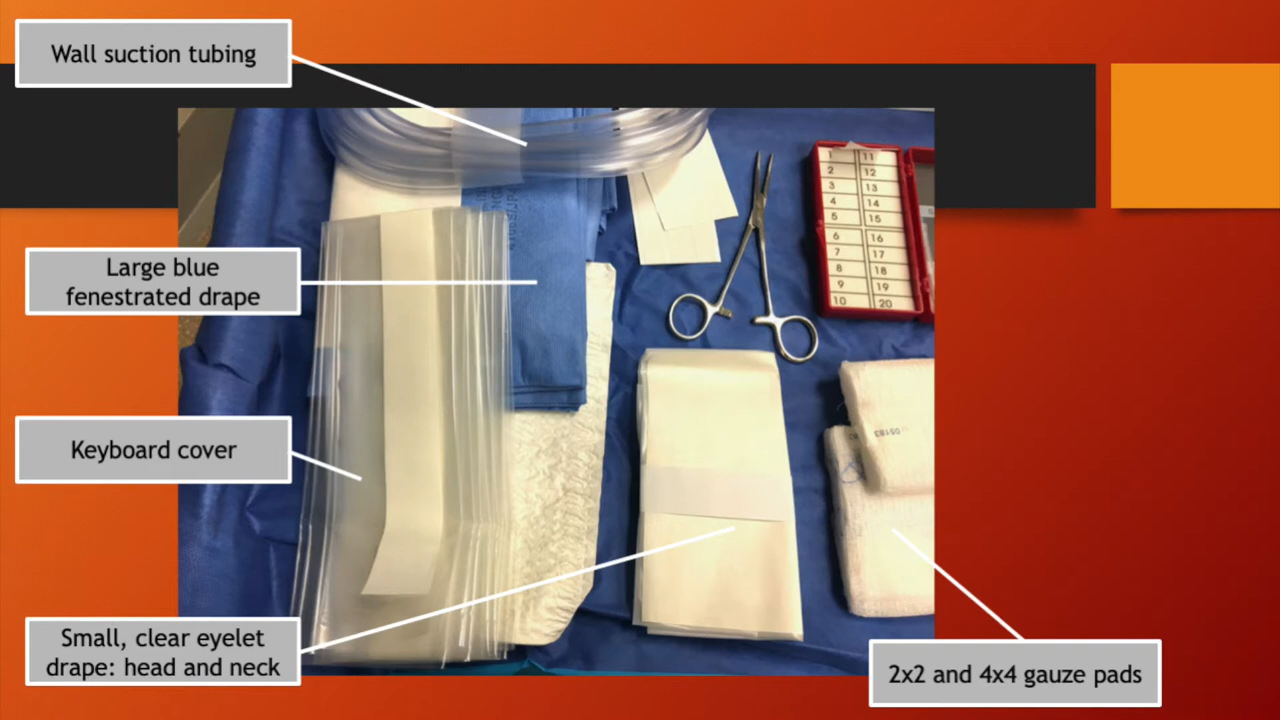 Wall suction tubing
Large blue
fenestrated drape
Keyboard cover
Small, clear eyelet
drape: head and neck
2x2 and 4x4 gauze pads
1 11
2 12
3 13
4 14
5 15
6 16
7 17
8 18
9 19
10 20